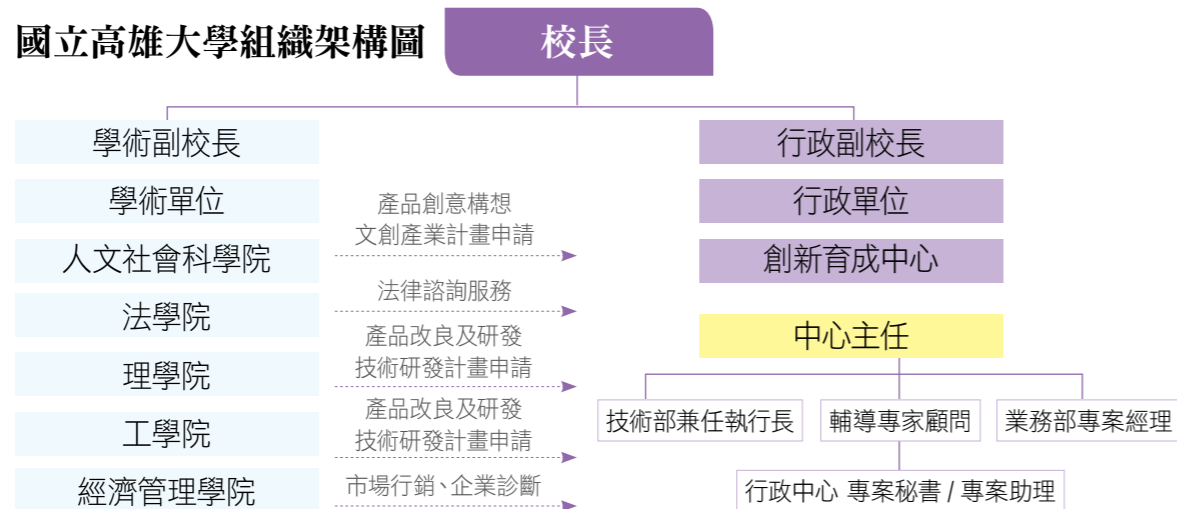 國立高雄大學組織架構圖
校長
學術副校長
學術單位
人文社會科學院
法學院
理學院
工學院
經濟管理學院
產品創意構想
文創產業計畫申請
法律諮詢服務
產品改良及研發
技術研發計畫申請
產品改良及研發
技術研發計畫申請
市場行銷、企業診斷
行政副校長
行政單位
創新育成中心
中心主任
技術部兼任執行長
輔導專家顧問
業務部專案經理
行政中心 專案秘書 / 專案助理